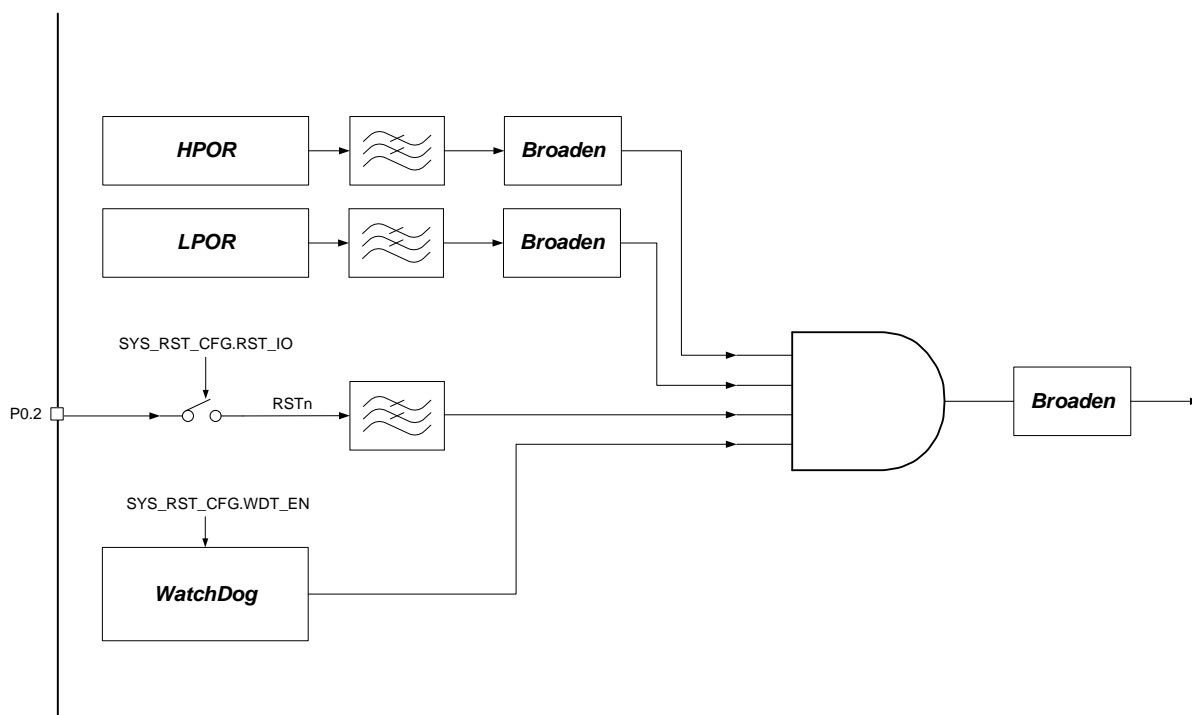 HPOR
Broaden
LPOR
Broaden
SYS_RST_CFG.RST_IO
P0.2
RSTn
Broaden
SYS_RST_CFG.WDT_EN
WatchDog